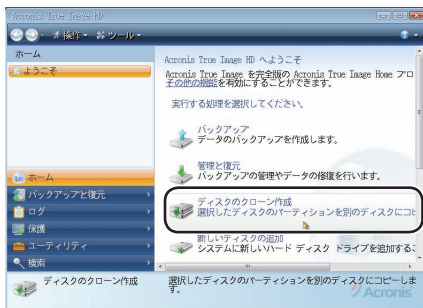 Acronis True Image HD
操作 ツール
ホーム
ようこそ
ホーム
バックアップと復元
ログ
保護
ユーティリティ
検索
Acronis True Image HD へようこそ
Acronis True Image を完全版の Acronis True Image Home プロ
その他の機能を有効にすることができます。
実行する処理を選択してください。
バックアップ
データのバックアップを作成します。
管理と復元
バックアップの管理やデータの修復を行います。
ディスクのクローン作成
選択したディスクのパーティションを別のディスクにコピ
新しいディスクの追加
システムに新しいハード ディスク ドライブを追加するこ
ディスクのクローン作成
選択したディスクのパーティションを別のディスクにコピーしま
す。
Acronis